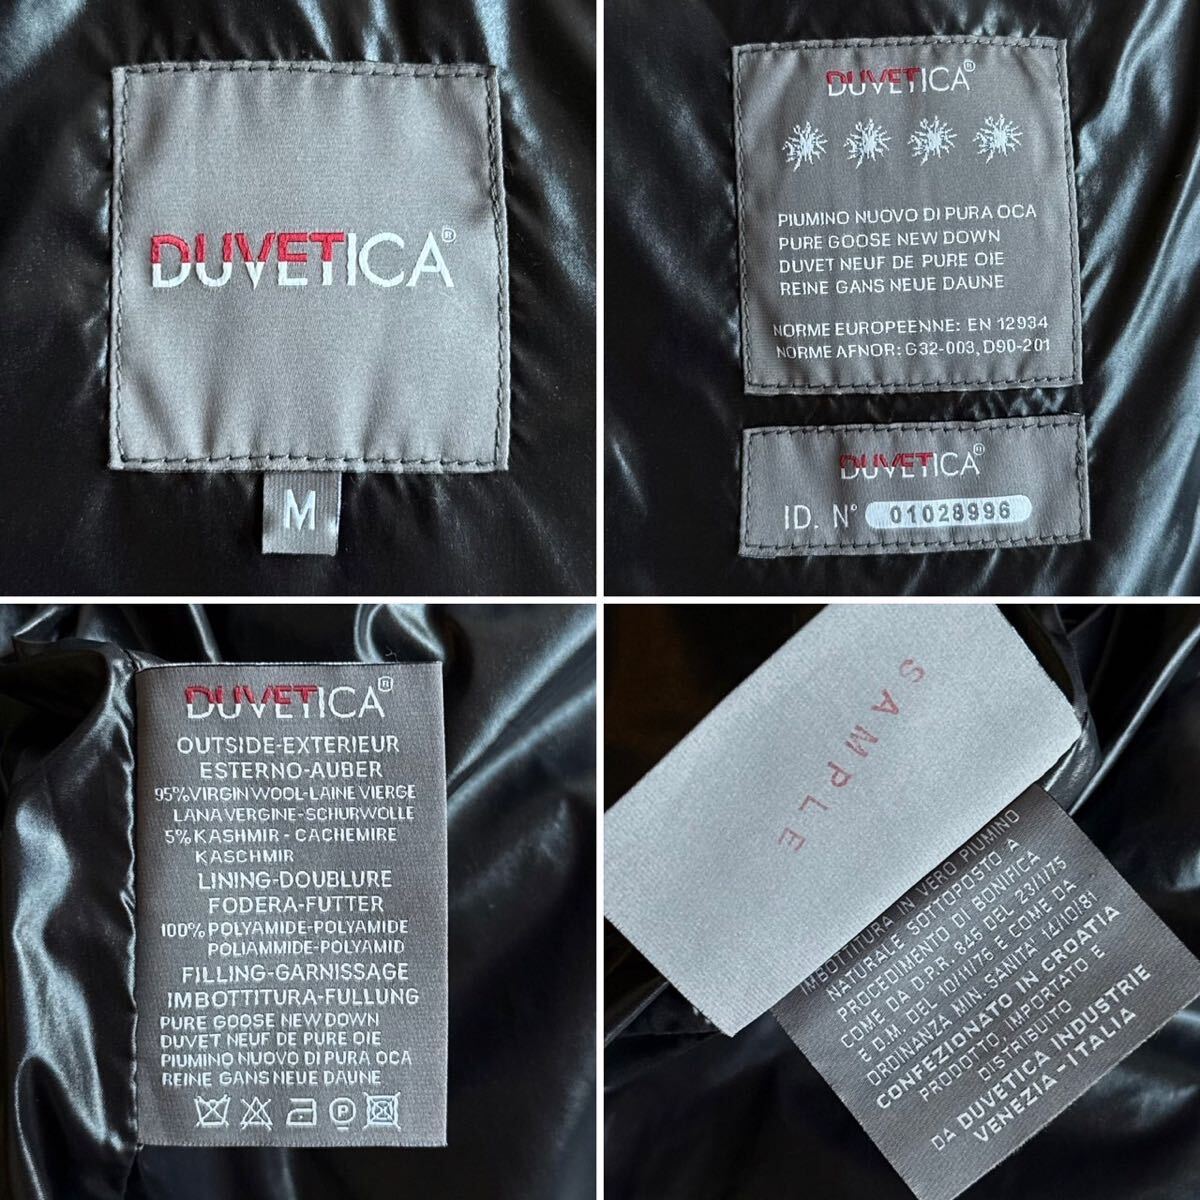 DUVETICA®
M
DUVETICA®
PIUMINO NUOVO DI PURA OCA
PURE GOOSE NEW DOWN
DUVET NEUF DE PURE OIE
REINE GANS NEUE DAUNE
NORME EUROPEENNE: EN 12934
NORME AFNOR: G32-003, D90-201
DUVETICA®
ID. N° 01028996
DUVETICA®
OUTSIDE-EXTERIEUR
ESTERNO-AUBER
95%VIRGIN WOOL-LAINE VIERGE
LANA VERGINE-SCHURWOLLE
5% KASHMIR - CACHEMIRE
KASCHMIR
LINING-DOUBLURE
FODERA-FUTTER
100% POLYAMIDE-POLYAMIDE
POLIAMMIDE-POLYAMID
FILLING-GARNISSAGE
IMBOTTITURA-FULLUNG
PURE GOOSE NEW DOWN
DUVET NEUF DE PURE OIE
PIUMINO NUOVO DI PURA OCA
REINE GANS NEUE DAUNE
P
SAMPLE
IMBOTTITURA IN VERO PIUMINO
NATURALE SOTTOPOSTO A
PROCEDIMENTO DI BONIFICA
COME DA D.P.R. 846 DEL 23/1/75
E D.M. DEL 10/11/76 E COME DA
ORDINANZA MIN. SANITA' 14/10/81
CONFEZIONATO IN CROATIA
PRODOTTO, IMPORTATO E
DISTRIBUITO
DA DUVETICA INDUSTRIE
VENEZIA - ITALIA